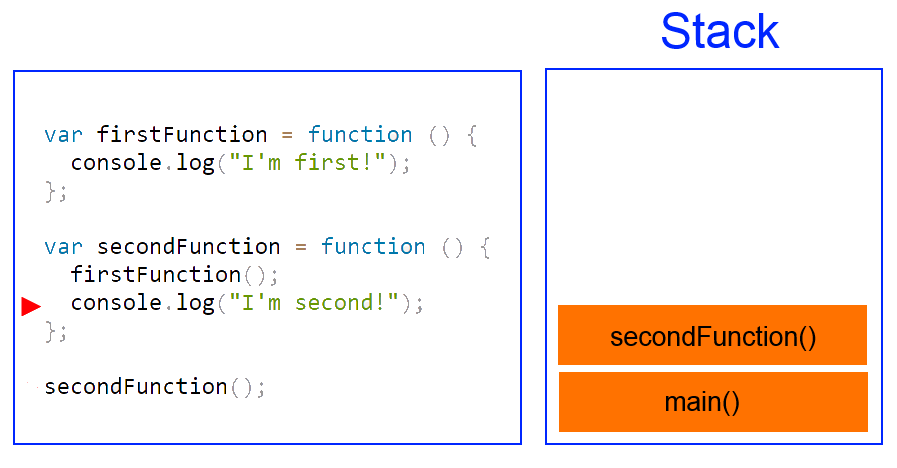 Stack
var firstFunction = function () {
  console.log("I'm first!");
};
var secondFunction = function () {
  firstFunction();
  console.log("I'm second!");
};
secondFunction();
secondFunction()
main()